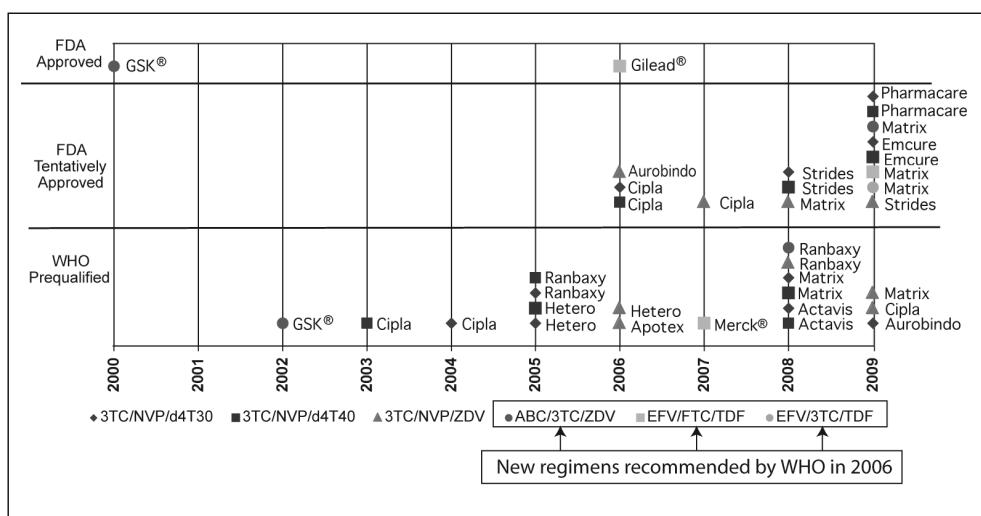 FDA
Approved
GSK®
Gilead®
FDA
Tentatively
Approved
Aurobindo
Cipla
Cipla
Cipla
Strides
Strides
Matrix
Pharmacare
Pharmacare
Matrix
Emcure
Emcure
Matrix
Matrix
Strides
WHO
Prequalified
GSK®
Cipla
Cipla
Ranbaxy
Ranbaxy
Hetero
Hetero
Hetero
Apotex
Merck®
Ranbaxy
Ranbaxy
Matrix
Matrix
Actavis
Actavis
Matrix
Cipla
Aurobindo
2000
2001
2002
2003
2004
2005
2006
2007
2008
2009
3TC/NVP/d4T30
3TC/NVP/d4T40
3TC/NVP/ZDV
ABC/3TC/ZDV
EFV/FTC/TDF
EFV/3TC/TDF
New regimens recommended by WHO in 2006